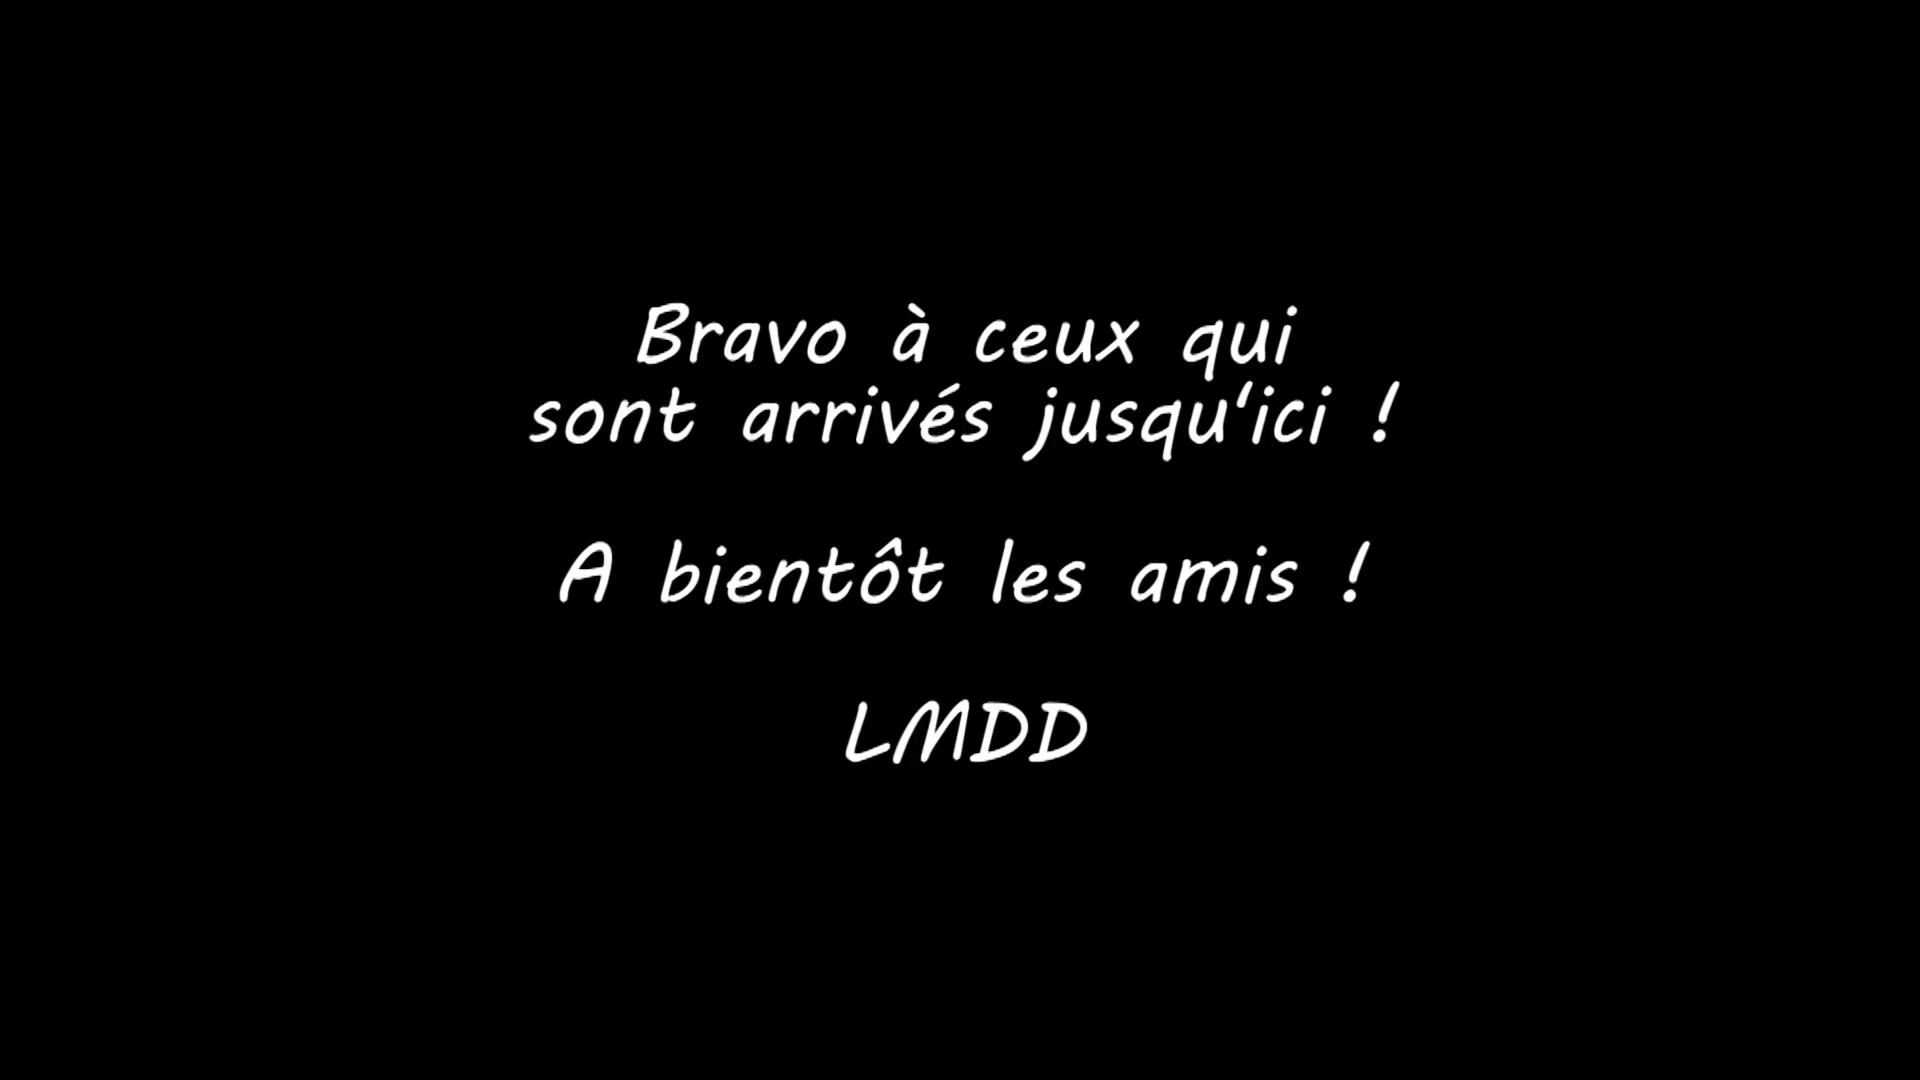 Bravo à ceux qui
sont arrivés jusqu'ici !
A bientôt les amis !
LMDD